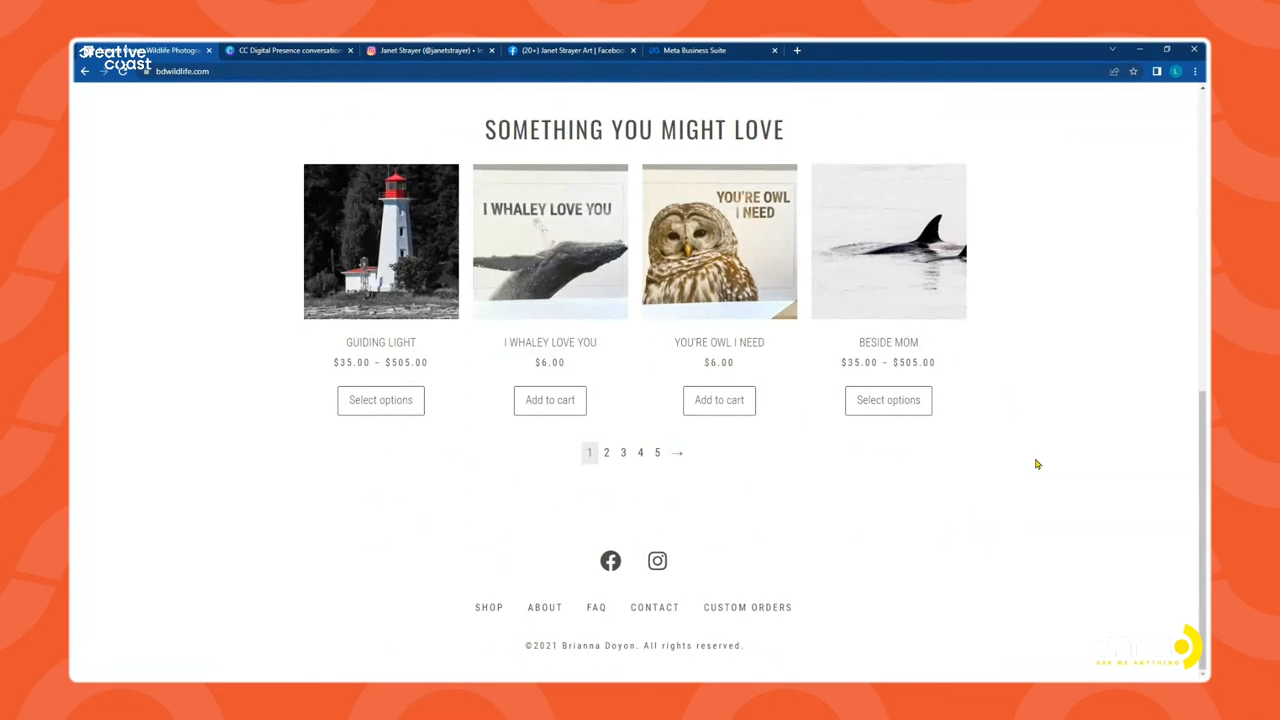 creative
coast
Wildlife Photogra
CC Digital Presence conversation
Janet Strayer (@janetstrayer) • In
(20+) Janet Strayer Art | Facebook
Meta Business Suite
bdwildlife.com
L
SOMETHING YOU MIGHT LOVE
I WHALEY LOVE YOU
YOU'RE OWL
I NEED
GUIDING LIGHT
I WHALEY LOVE YOU
YOU'RE OWL I NEED
BESIDE MOM
$35.00 – $505.00
$6.00
$6.00
$35.00 – $505.00
Select options
Add to cart
Add to cart
Select options
1 2 3 4 5 →
SHOP ABOUT FAQ CONTACT CUSTOM ORDERS
©2021 Brianna Doyon. All rights reserved.
ASK ME ANYTHING